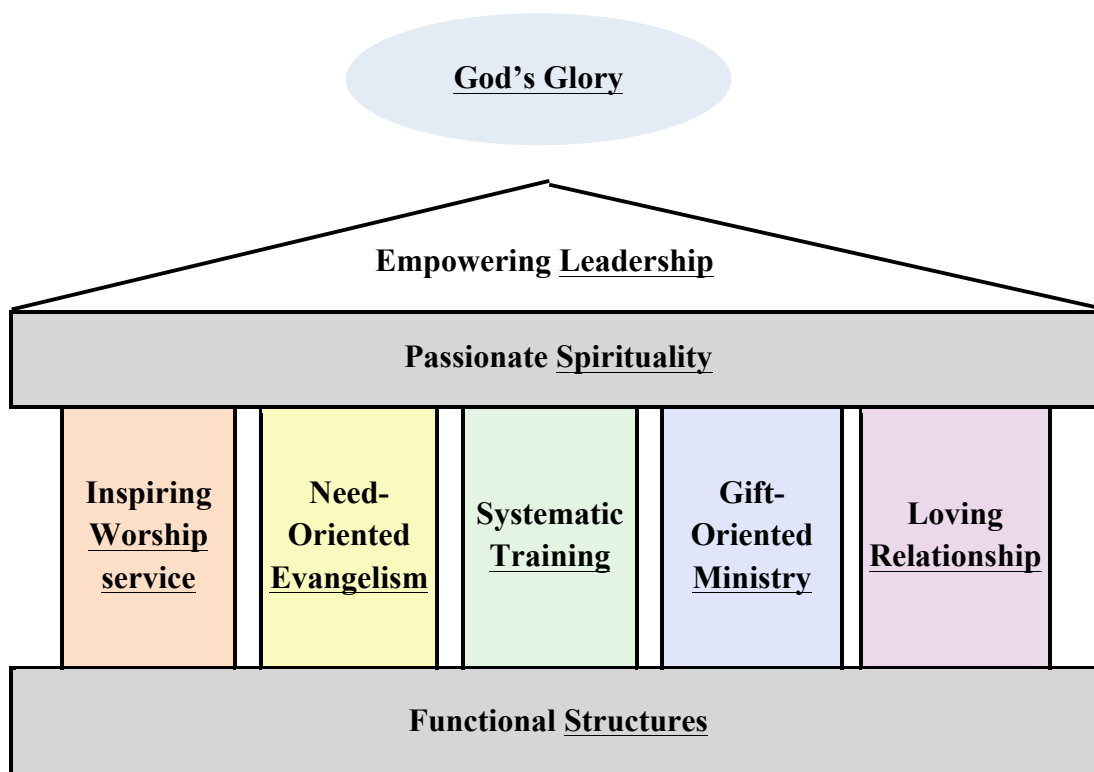 God’s Glory
Empowering Leadership
Passionate Spirituality
Inspiring
Worship
service
Need-
Oriented
Evangelism
Systematic
Training
Gift-
Oriented
Ministry
Loving
Relationship
Functional Structures